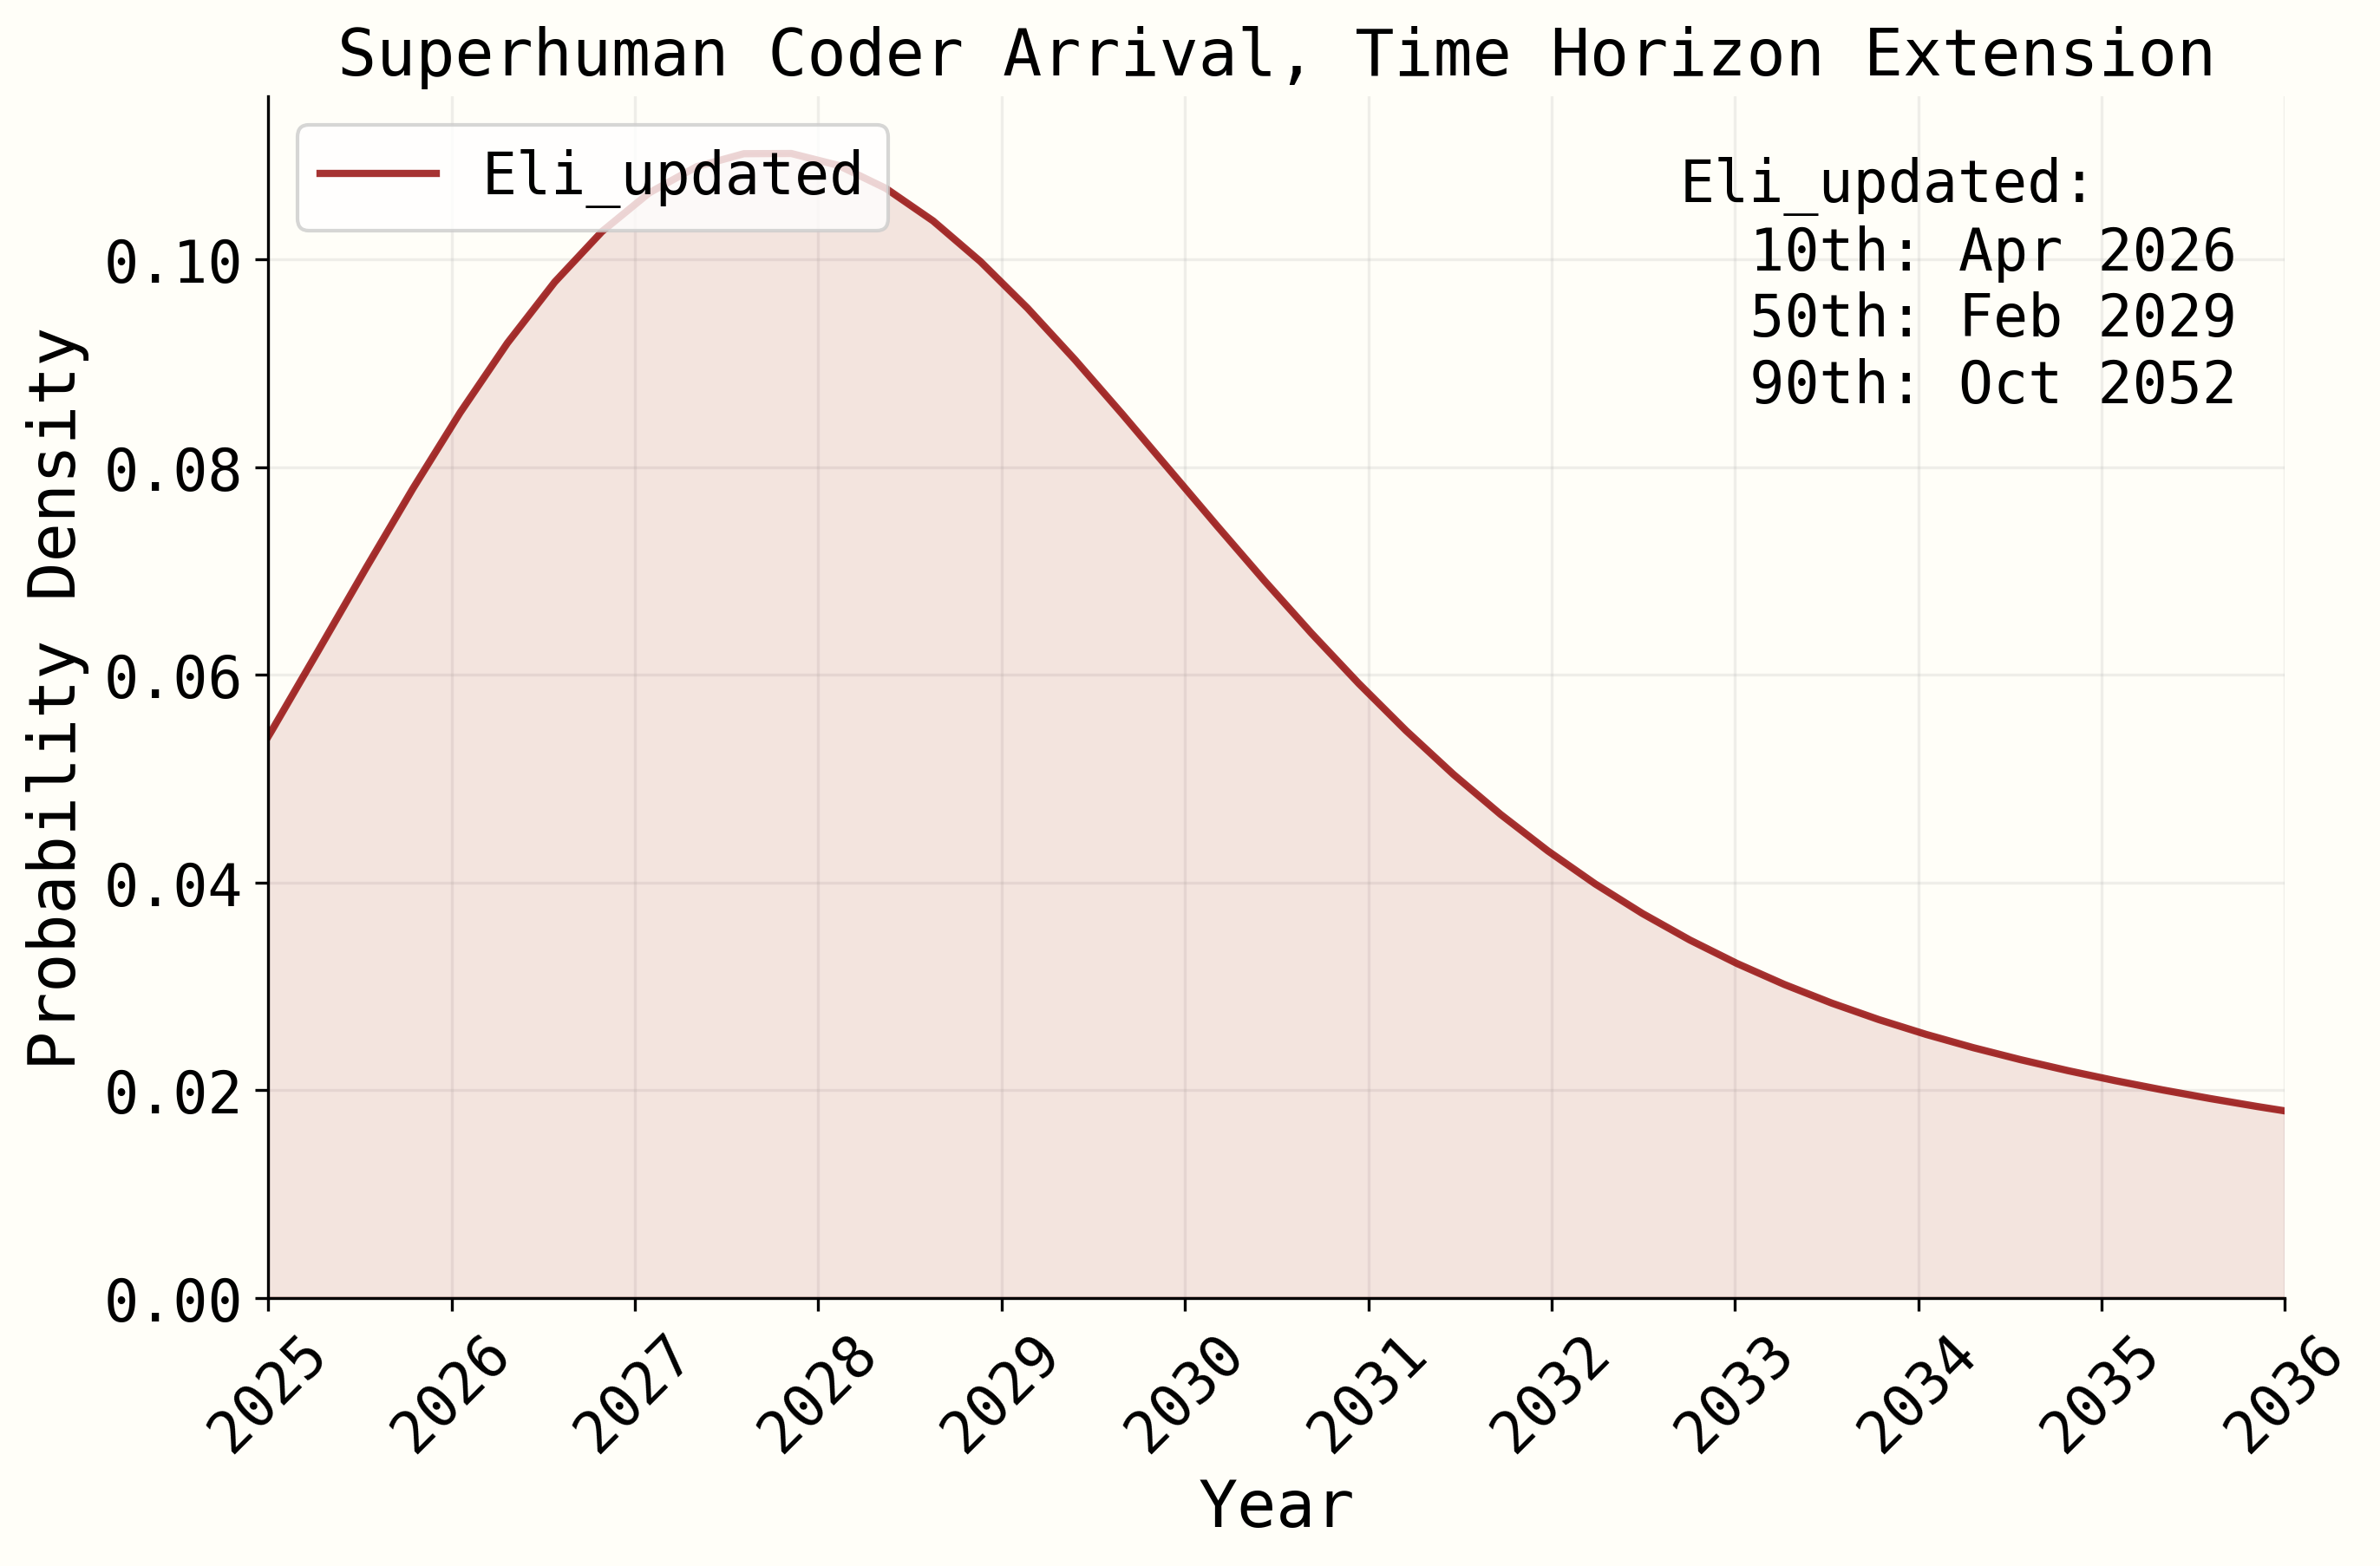 Superhuman Coder Arrival, Time Horizon Extension
Eli_updated
Eli_updated:
10th: Apr 2026
50th: Feb 2029
90th: Oct 2052
Probability Density
0.10
0.08
0.06
0.04
0.02
0.00
2025
2026
2027
2028
2029
2030
2031
2032
2033
2034
2035
2036
Year